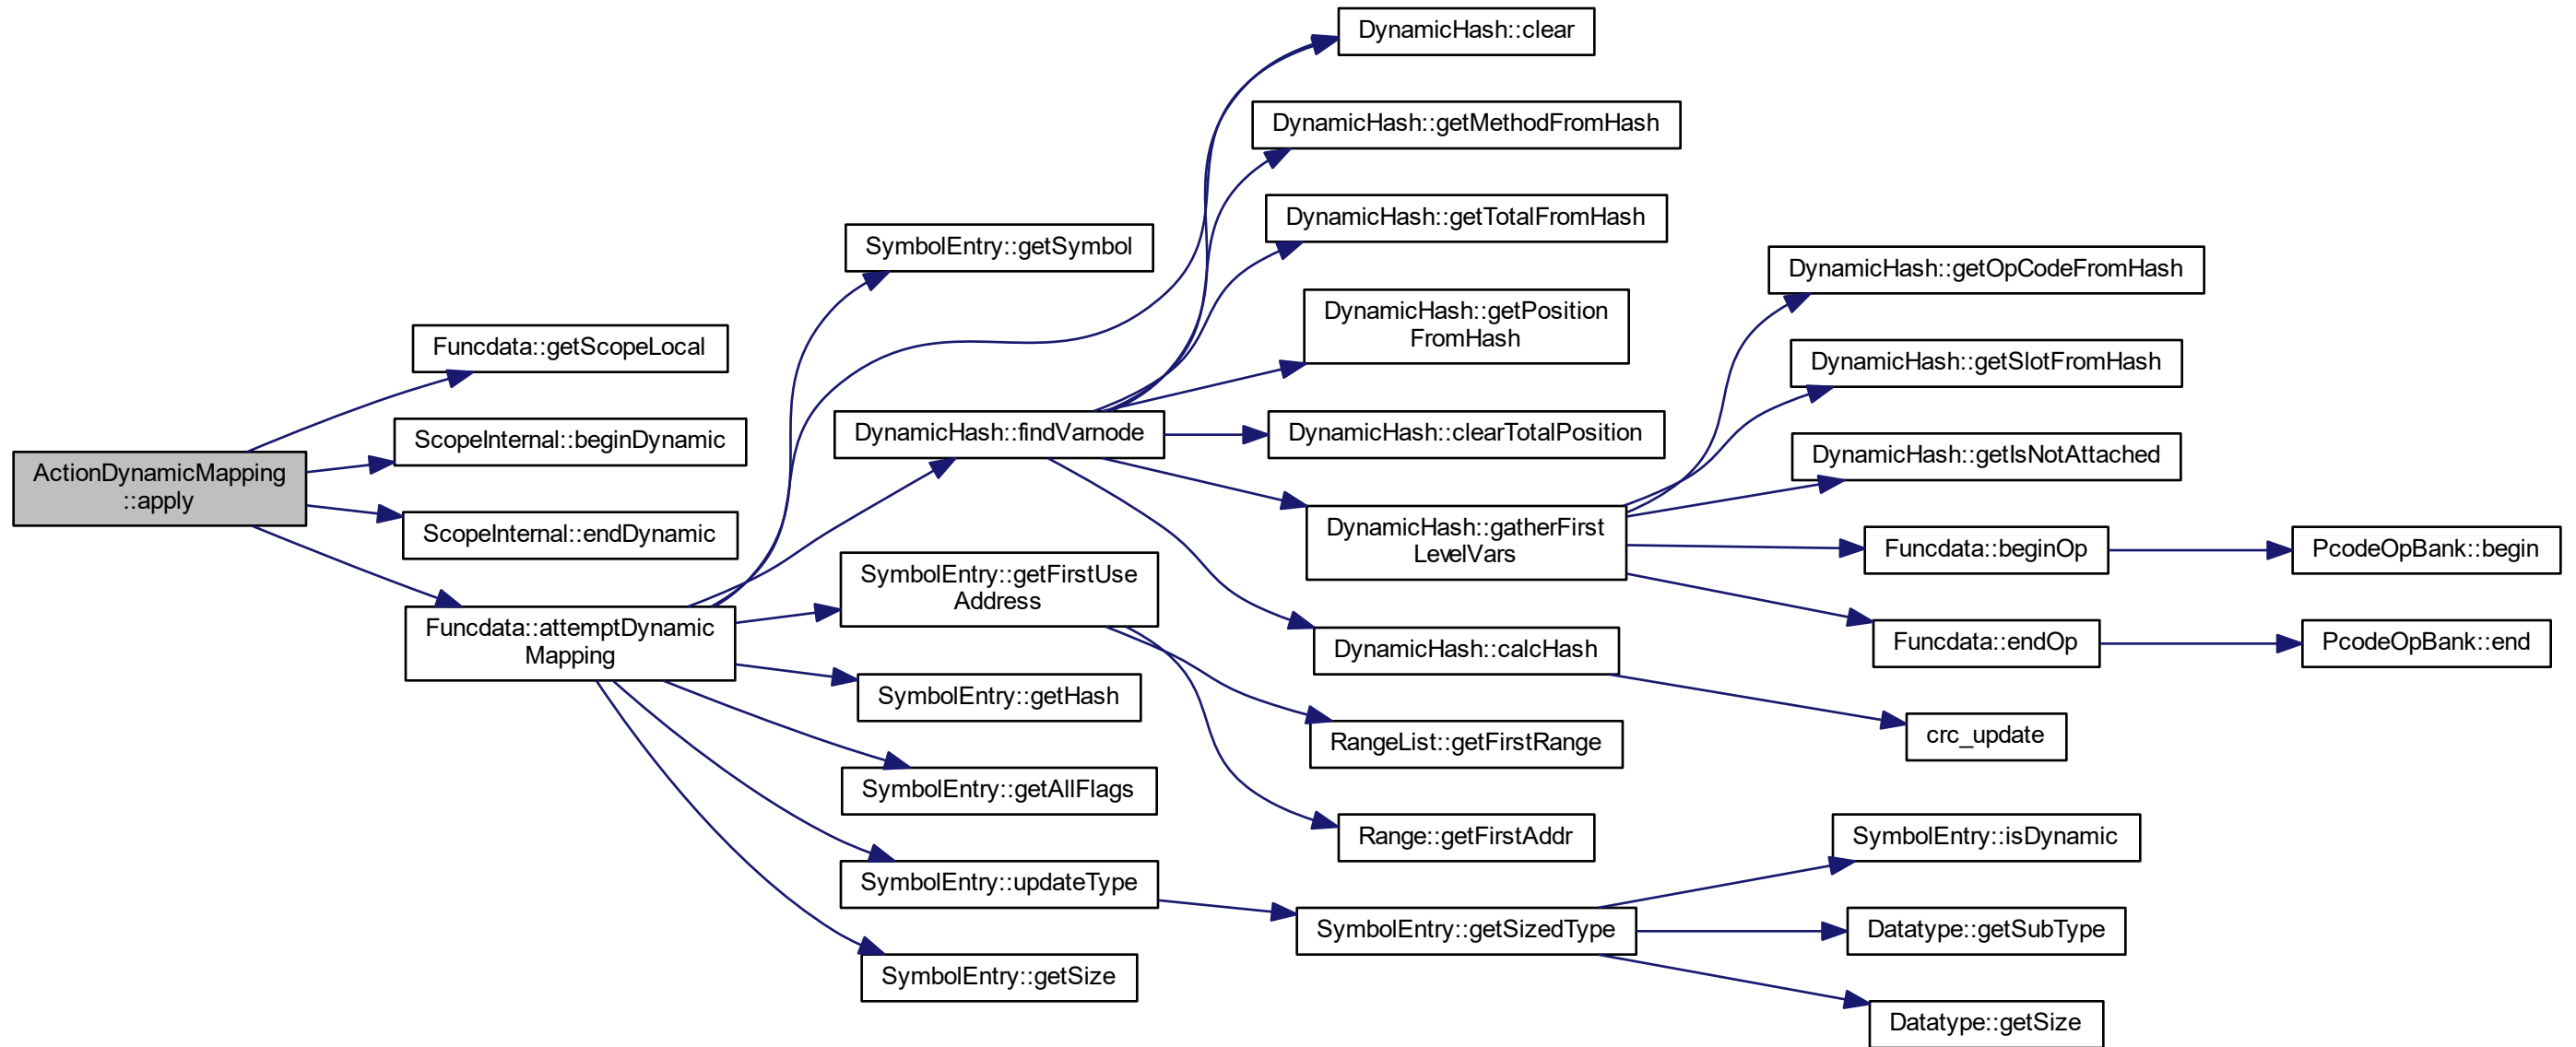 DynamicHash::clear
DynamicHash::getMethodFromHash
DynamicHash::getTotalFromHash
SymbolEntry::getSymbol
DynamicHash::getOpCodeFromHash
DynamicHash::getPosition
FromHash
Funcdata::getScopeLocal
DynamicHash::getSlotFromHash
ScopeInternal::beginDynamic
DynamicHash::findVarnode
DynamicHash::clearTotalPosition
DynamicHash::getIsNotAttached
ActionDynamicMapping
::apply
ScopeInternal::endDynamic
DynamicHash::gatherFirst
LevelVars
Funcdata::beginOp
PcodeOpBank::begin
SymbolEntry::getFirstUse
Address
Funcdata::attemptDynamic
Mapping
DynamicHash::calcHash
Funcdata::endOp
PcodeOpBank::end
SymbolEntry::getHash
RangeList::getFirstRange
crc_update
SymbolEntry::getAllFlags
Range::getFirstAddr
SymbolEntry::isDynamic
SymbolEntry::updateType
SymbolEntry::getSizedType
Datatype::getSubType
SymbolEntry::getSize
Datatype::getSize